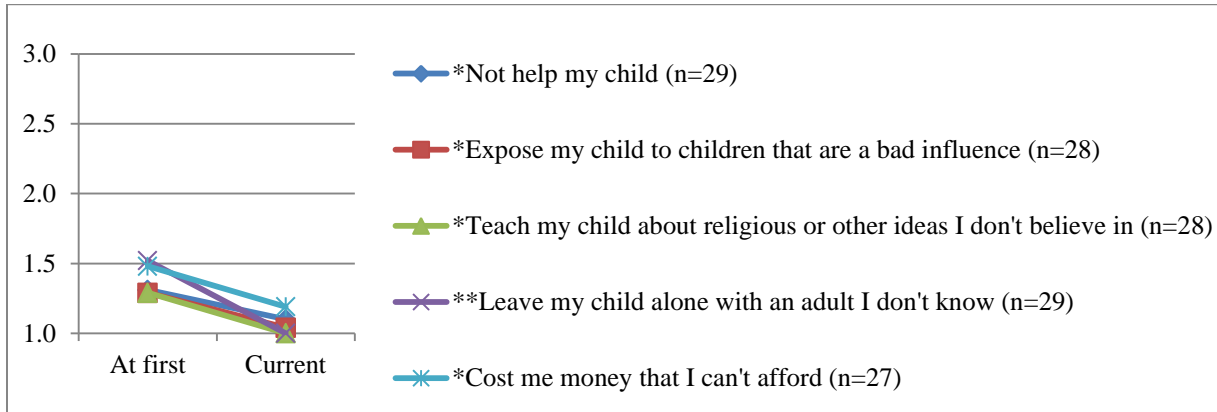 3.0
2.5
2.0
1.5
1.0
At first
Current
*Not help my child (n=29)
*Expose my child to children that are a bad influence (n=28)
*Teach my child about religious or other ideas I don't believe in (n=28)
**Leave my child alone with an adult I don't know (n=29)
*Cost me money that I can't afford (n=27)